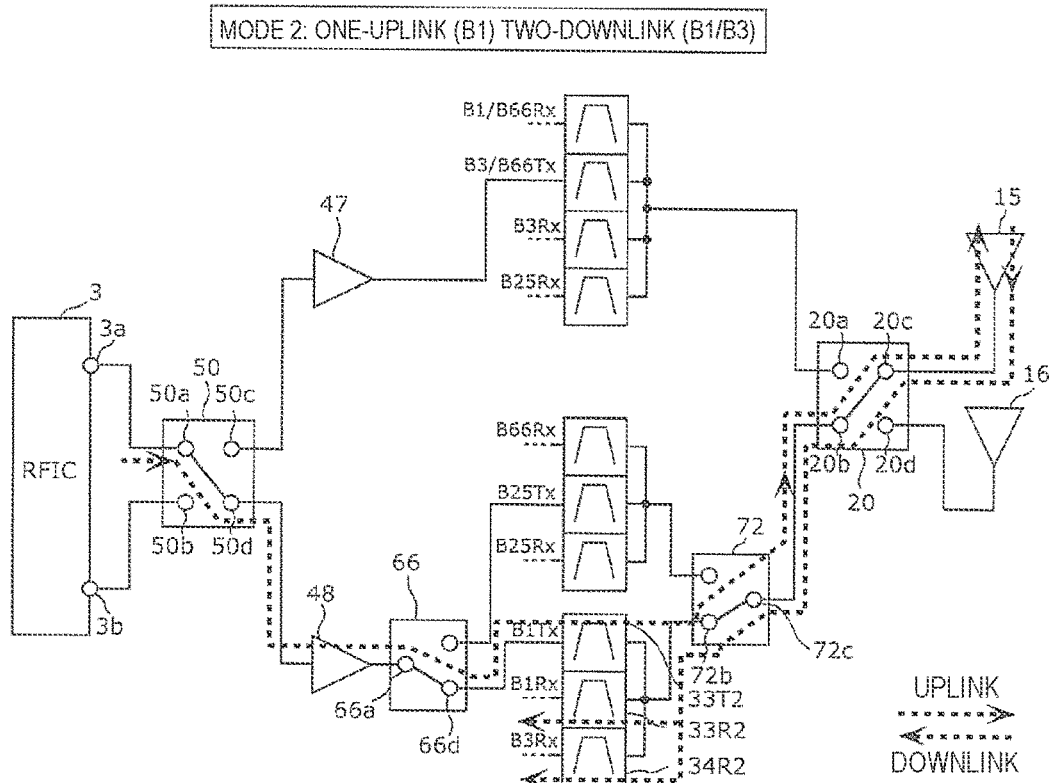 MODE 2: ONE-UPLINK (B1) TWO-DOWNLINK (B1/B3)
B1/B66Rx
B3/B66Tx
47
B3Rx
B25Rx
15
3
3a
50
50a
50c
20a
20c
16
RFIC
B66Rx
20b
20d
20
50b
50d
B25Tx
66
B25Rx
72
3b
48
B1Tx
72b
72c
B1Rx
33T2
UPLINK
66a
33R2
66d
B3Rx
34R2
DOWNLINK